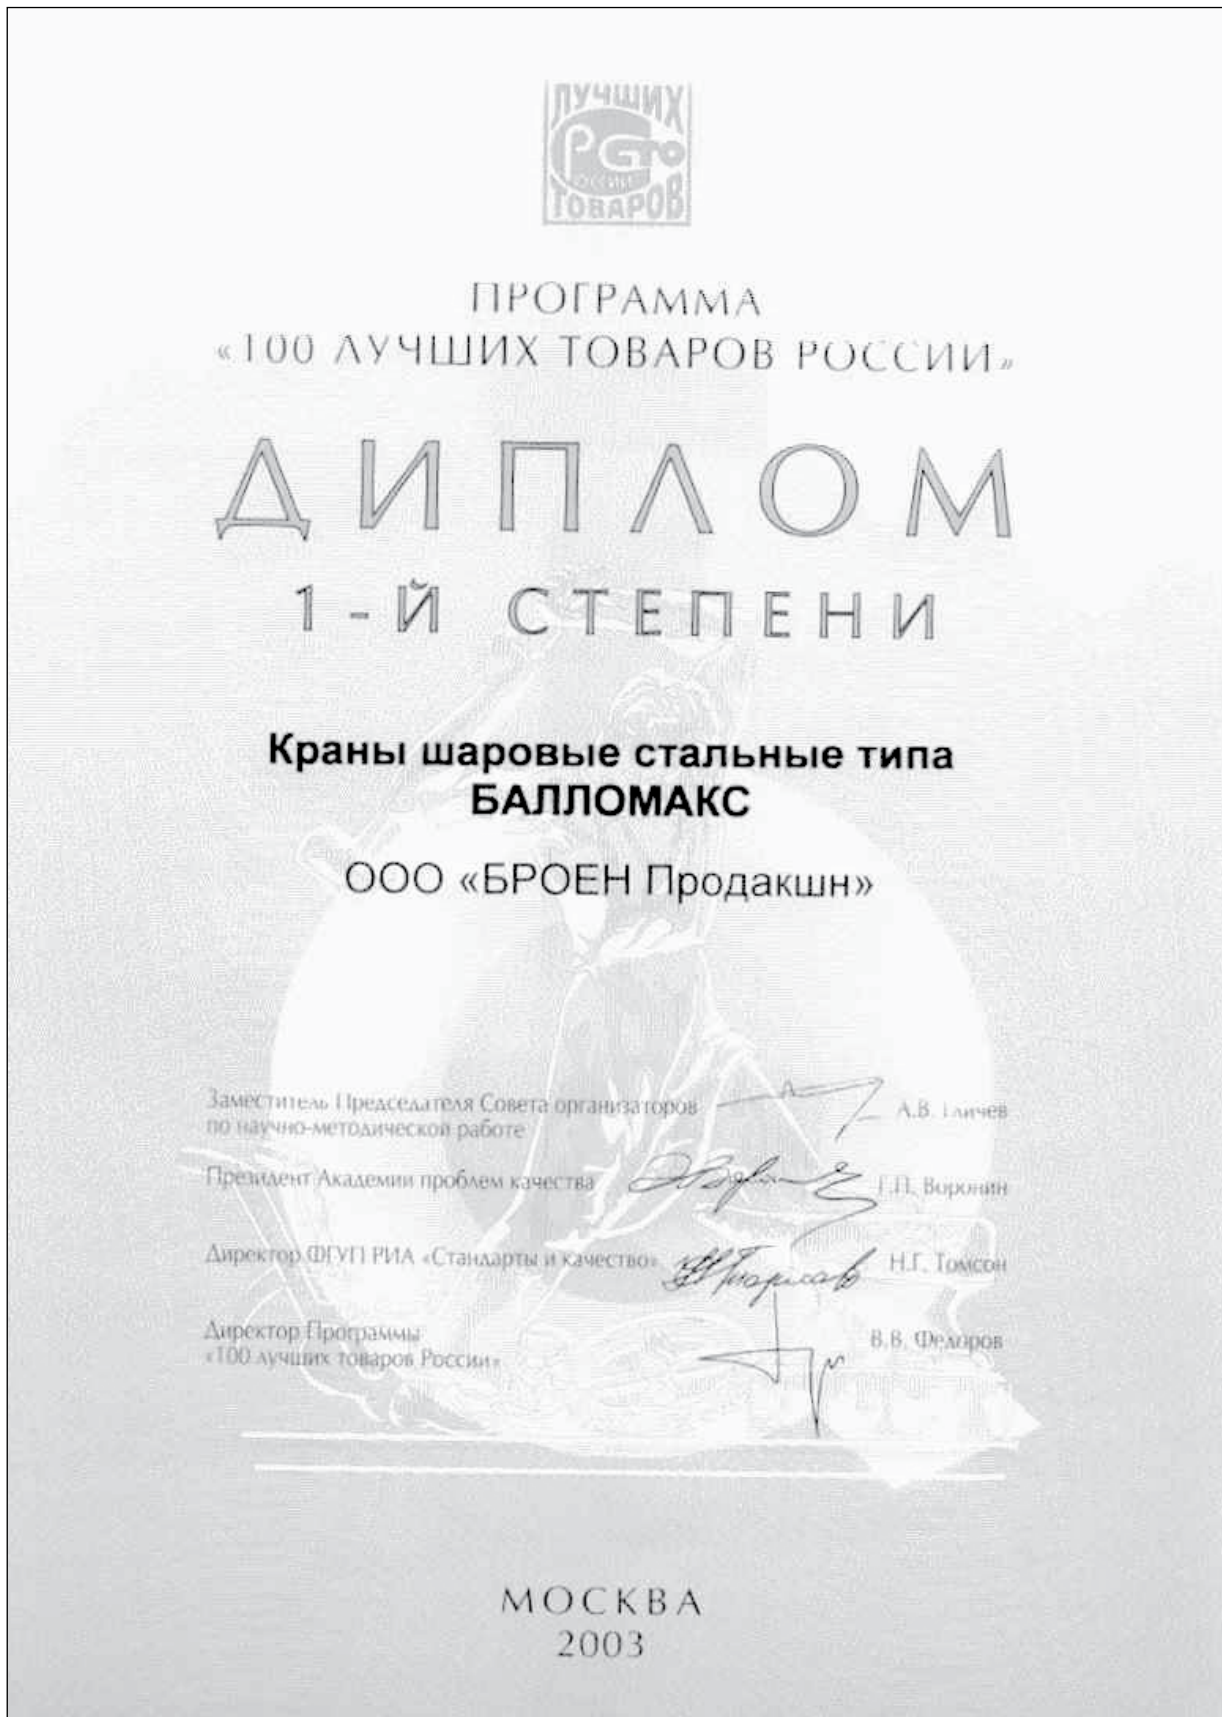 ЛУЧШИХ
РСТО
РОССИИ
ТОВАРОВ
ПРОГРАММА
«100 ЛУЧШИХ ТОВАРОВ РОССИИ»
ДИПЛОМ
1-Й СТЕПЕНИ
Краны шаровые стальные типа
БАЛЛОМАКС
ООО «БРОЕН Продакшн»
Заместитель Председателя Совета организаторов А.В. Гличев
по научно-методической работе
Президент Академии проблем качества Г.П. Воронин
Директор ФГУП РИА «Стандарты и качество» Н.Г. Томсон
Директор Программы В.В. Федоров
«100 лучших товаров России»
МОСКВА
2003